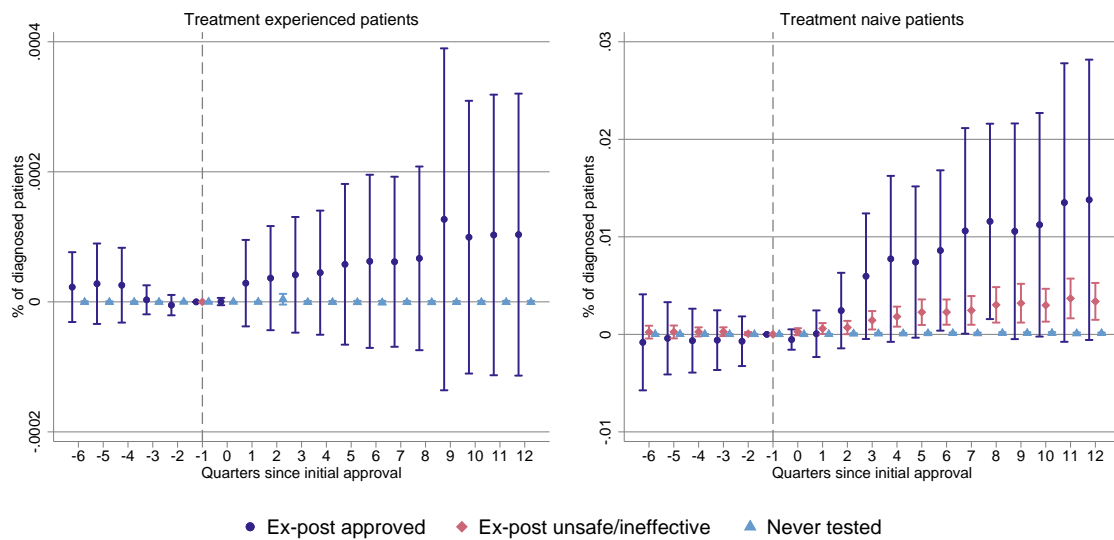 Treatment experienced patients
% of diagnosed patients
.0004
.0002
0
-.0002
-6 -5 -4 -3 -2 -1 0 1 2 3 4 5 6 7 8 9 10 11 12
Quarters since initial approval
Treatment naive patients
% of diagnosed patients
.03
.02
.01
0
-.01
-6 -5 -4 -3 -2 -1 0 1 2 3 4 5 6 7 8 9 10 11 12
Quarters since initial approval
Ex-post approved Ex-post unsafe/ineffective Never tested